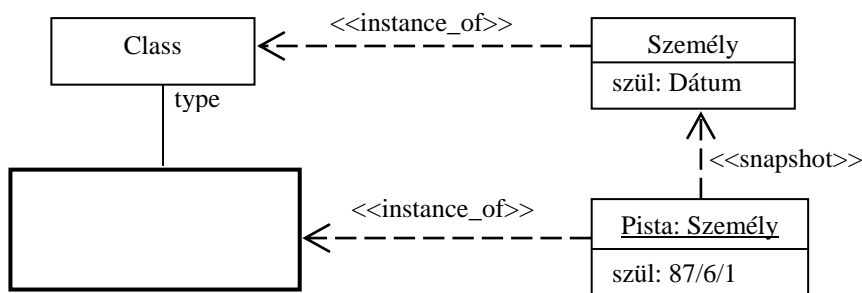 <<instance_of>>
Class
Személy
szül: Dátum
type
<<snapshot>>
<<instance_of>>
Pista: Személy
szül: 87/6/1